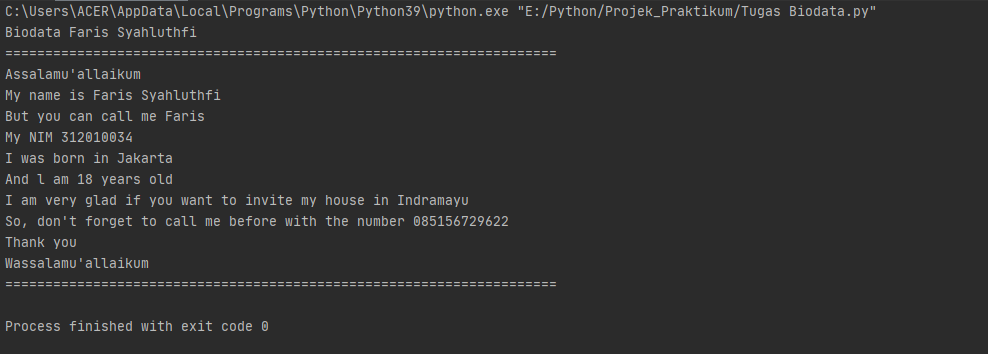 C:\Users\ACER\AppData\Local\Programs\Python\Python39\python.exe "E:/Python/Projek_Praktikum/Tugas Biodata.py"
Biodata Faris Syahluthfi
=====================================================================
Assalamu'allaikum
My name is Faris Syahluthfi
But you can call me Faris
My NIM 312010034
I was born in Jakarta
And l am 18 years old
I am very glad if you want to invite my house in Indramayu
So, don't forget to call me before with the number 085156729622
Thank you
Wassalamu'allaikum
=====================================================================
Process finished with exit code 0